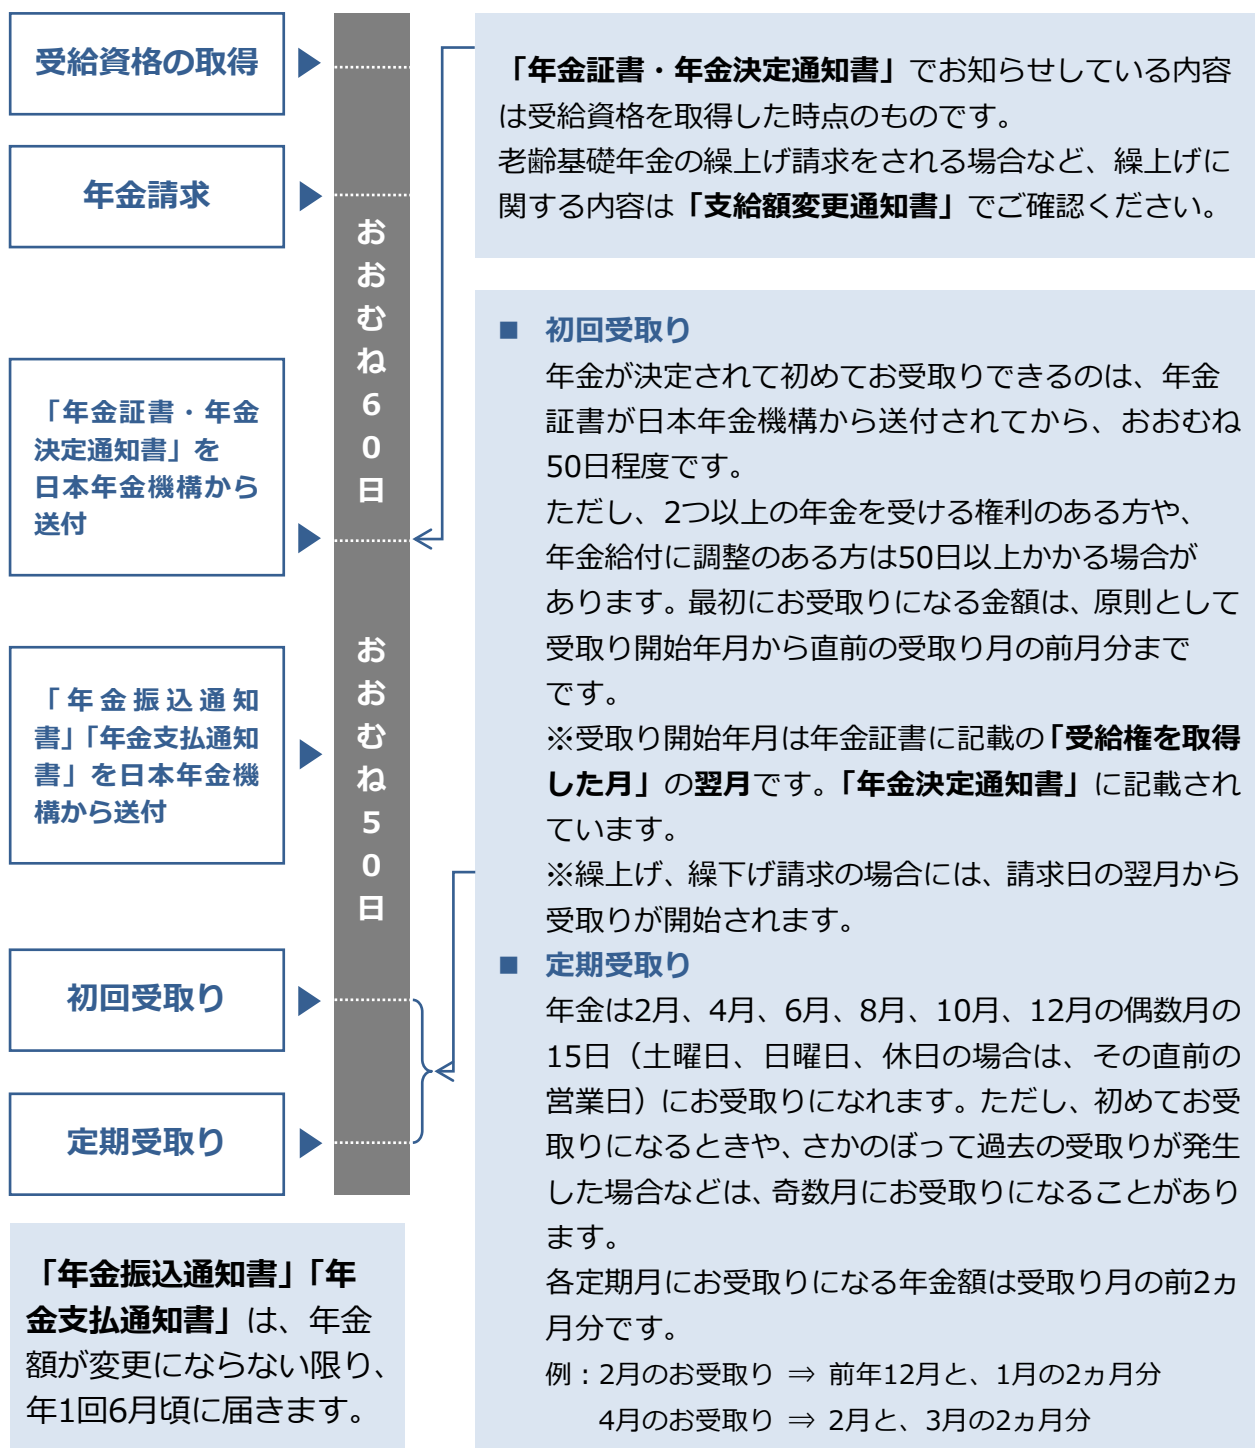 受給資格の取得
年金請求
「年金証書・年金
決定通知書」を
日本年金機構から
送付
「年金振込通知
書」「年金支払通知
書」を日本年金機
構から送付
初回受取り
定期受取り
おおむね60日
おおむね50日
「年金証書・年金決定通知書」でお知らせしている内容
は受給資格を取得した時点のものです。
老齢基礎年金の繰上げ請求をされる場合など、繰上げに
関する内容は「支給額変更通知書」でご確認ください。
■ 初回受取り
年金が決定されて初めてお受取りできるのは、年金
証書が日本年金機構から送付されてから、おおむね
50日程度です。
ただし、2つ以上の年金を受ける権利のある方や、
年金給付に調整のある方は50日以上かかる場合が
あります。最初にお受取りになる金額は、原則として
受取り開始年月から直前の受取り月の前月分まで
です。
※受取り開始年月は年金証書に記載の「受給権を取得
した月」の翌月です。「年金決定通知書」に記載され
ています。
※繰上げ、繰下げ請求の場合には、請求日の翌月から
受取りが開始されます。
■ 定期受取り
年金は2月、4月、6月、8月、10月、12月の偶数月の
15日（土曜日、日曜日、休日の場合は、その直前の
営業日）にお受取りになれます。ただし、初めてお受
取りになるときや、さかのぼって過去の受取りが発生
した場合などは、奇数月にお受取りになることがあり
ます。
各定期月にお受取りになる年金額は受取り月の前2ヵ
月分です。
例：2月のお受取り ⇒ 前年12月と、1月の2ヵ月分
4月のお受取り ⇒ 2月と、3月の2ヵ月分
「年金振込通知書」「年
金支払通知書」は、年金
額が変更にならない限り、
年1回6月頃に届きます。